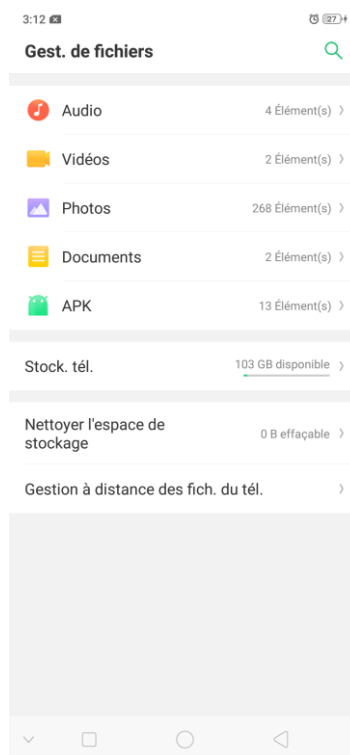 3:12
27
Gest. de fichiers
Audio 4 Élément(s)
Vidéos 2 Élément(s)
Photos 268 Élément(s)
Documents 2 Élément(s)
APK 13 Élément(s)
Stock. tél. 103 GB disponible
Nettoyer l'espace de
stockage 0 B effaçable
Gestion à distance des fich. du tél.